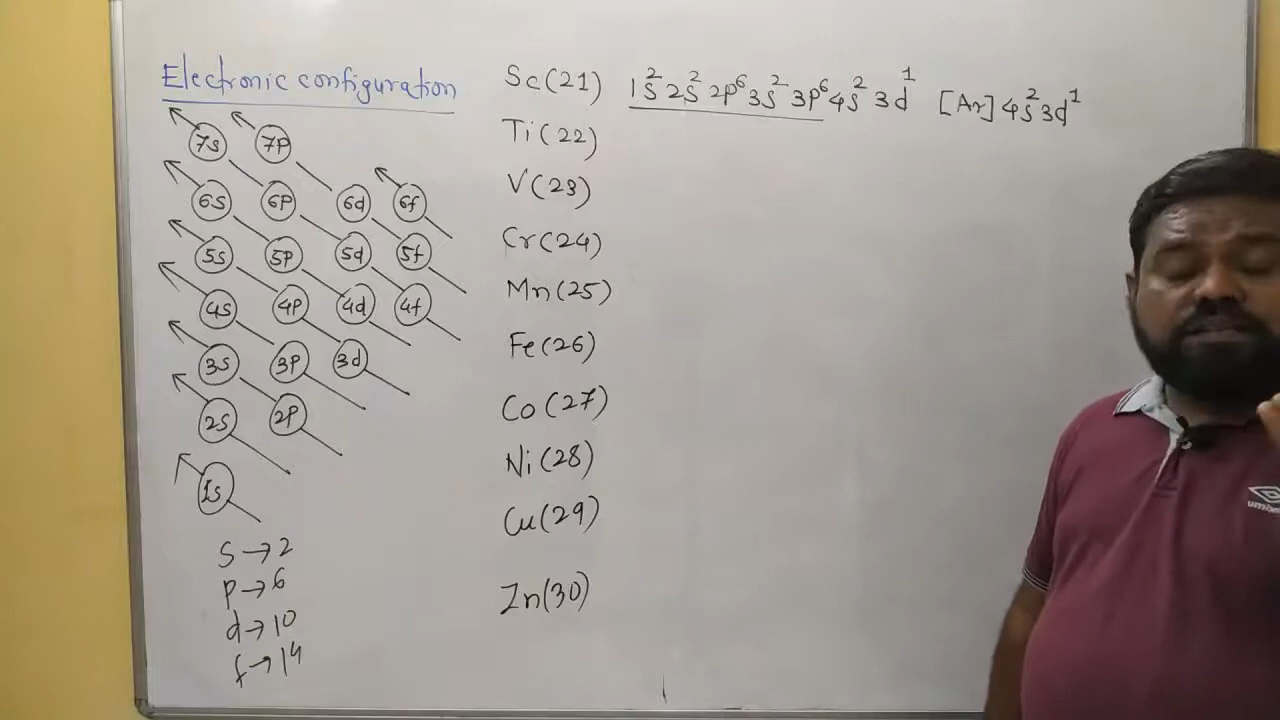 Electronic configuration
7s 7p
6s 6p 6d 6f
5s 5p 5d 5f
4s 4p 4d 4f
3s 3p 3d
2s 2p
1s
S→2
P→6
d→10
f→14
Sc(21) 1s² 2s² 2p⁶ 3s² 3p⁶ 4s² 3d¹ [Ar] 4s² 3d¹
Ti(22)
V(23)
Cr(24)
Mn(25)
Fe(26)
Co(27)
Ni(28)
Cu(29)
Zn(30)